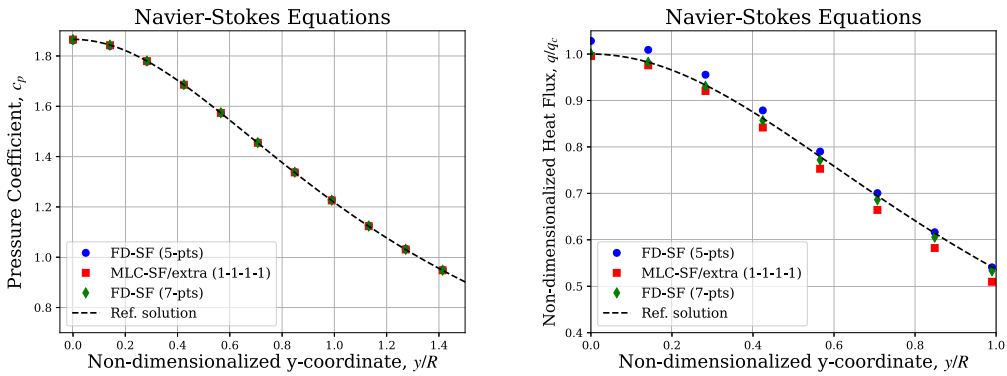 Navier-Stokes Equations
Pressure Coefficient, cₚ
1.8
1.6
1.4
1.2
1.0
0.8
FD-SF (5-pts)
MLC-SF/extra (1-1-1-1)
FD-SF (7-pts)
Ref. solution
0.0 0.2 0.4 0.6 0.8 1.0 1.2 1.4
Non-dimensionalized y-coordinate, y/R
Navier-Stokes Equations
Non-dimensionalized Heat Flux, q/q_c
1.0
0.9
0.8
0.7
0.6
0.5
0.4
FD-SF (5-pts)
MLC-SF/extra (1-1-1-1)
FD-SF (7-pts)
Ref. solution
0.0 0.2 0.4 0.6 0.8 1.0
Non-dimensionalized y-coordinate, y/R